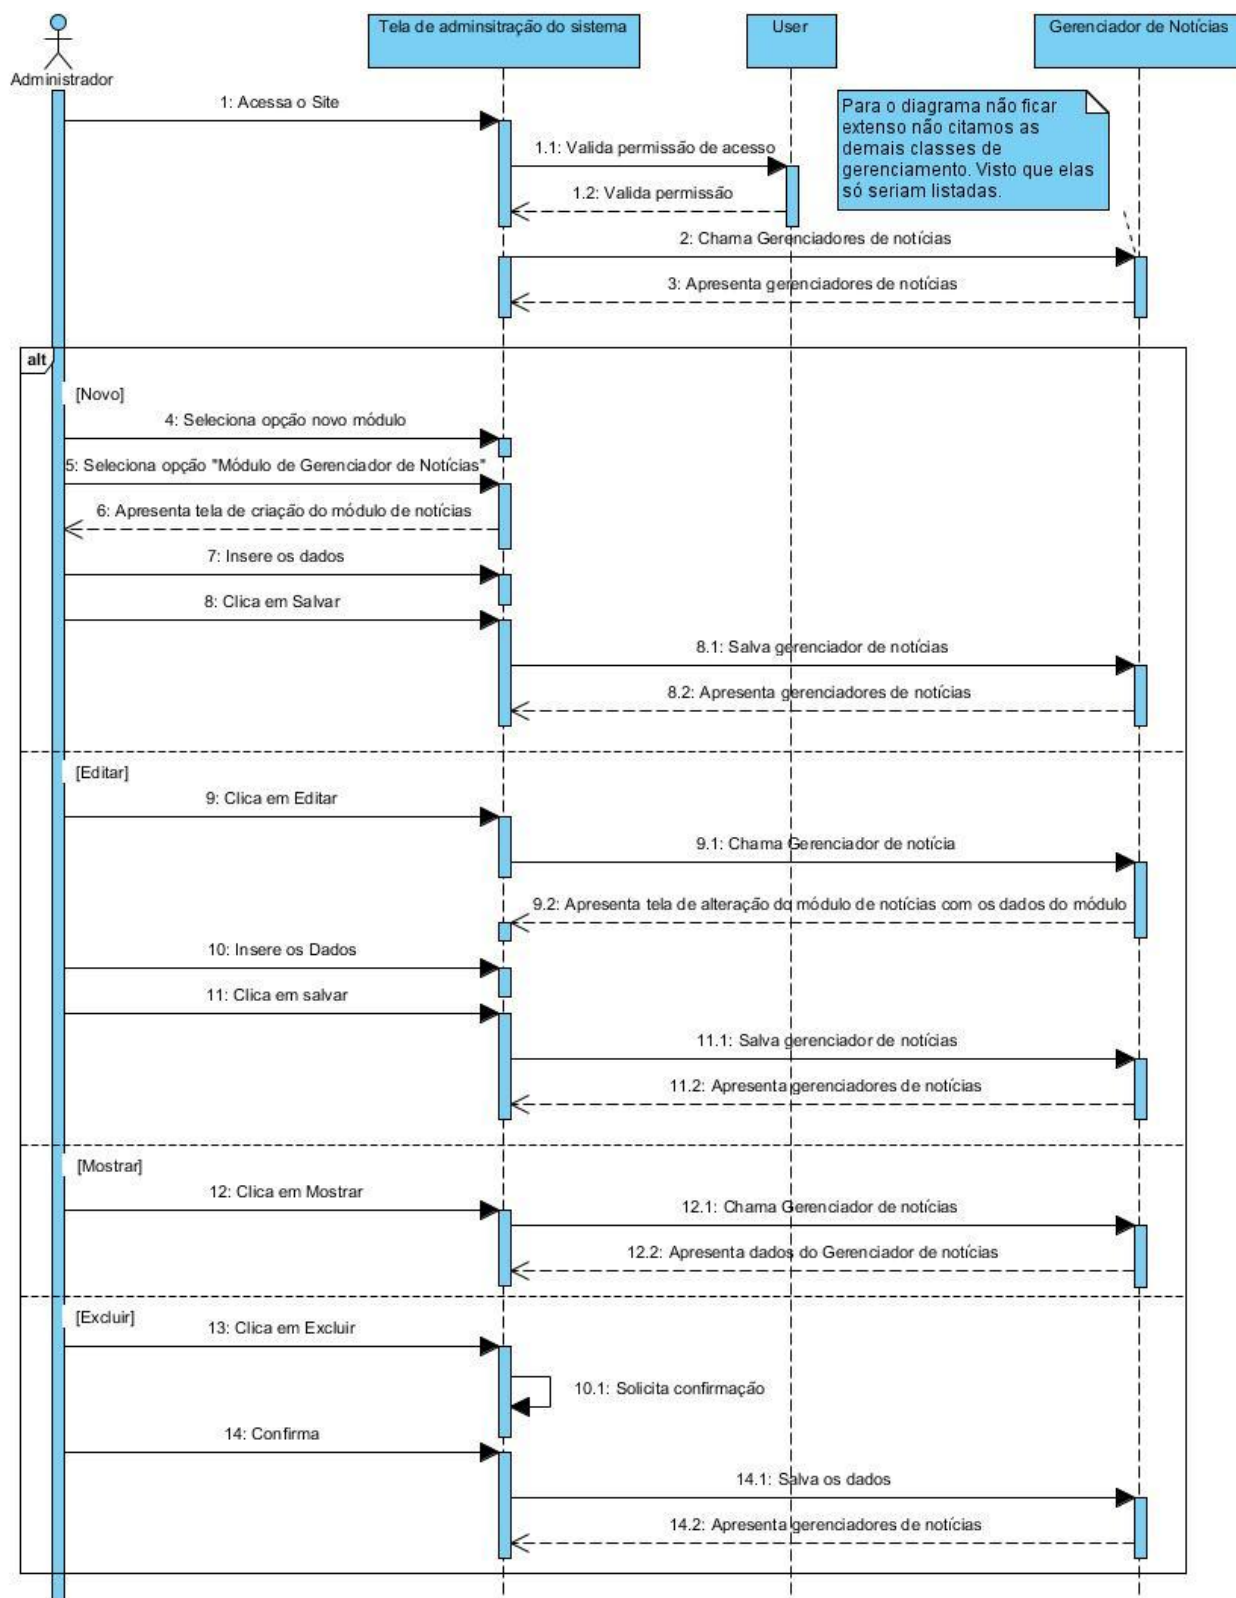 Tela de adminsitração do sistema
User
Gerenciador de Notícias
Administrador
1: Acessa o Site
Para o diagrama não ficar
extenso não citamos as
demais classes de
gerenciamento. Visto que elas
só seriam listadas.
1.1: Valida permissão de acesso
1.2: Valida permissão
2: Chama Gerenciadores de notícias
3: Apresenta gerenciadores de notícias
alt
[Novo]
4: Seleciona opção novo módulo
5: Seleciona opção "Módulo de Gerenciador de Notícias"
6: Apresenta tela de criação do módulo de notícias
7: Insere os dados
8: Clica em Salvar
8.1: Salva gerenciador de notícias
8.2: Apresenta gerenciadores de notícias
[Editar]
9: Clica em Editar
9.1: Chama Gerenciador de notícia
9.2: Apresenta tela de alteração do módulo de notícias com os dados do módulo
10: Insere os Dados
11: Clica em salvar
11.1: Salva gerenciador de notícias
11.2: Apresenta gerenciadores de notícias
[Mostrar]
12: Clica em Mostrar
12.1: Chama Gerenciador de notícias
12.2: Apresenta dados do Gerenciador de notícias
[Excluir]
13: Clica em Excluir
10.1: Solicita confirmação
14: Confirma
14.1: Salva os dados
14.2: Apresenta gerenciadores de notícias